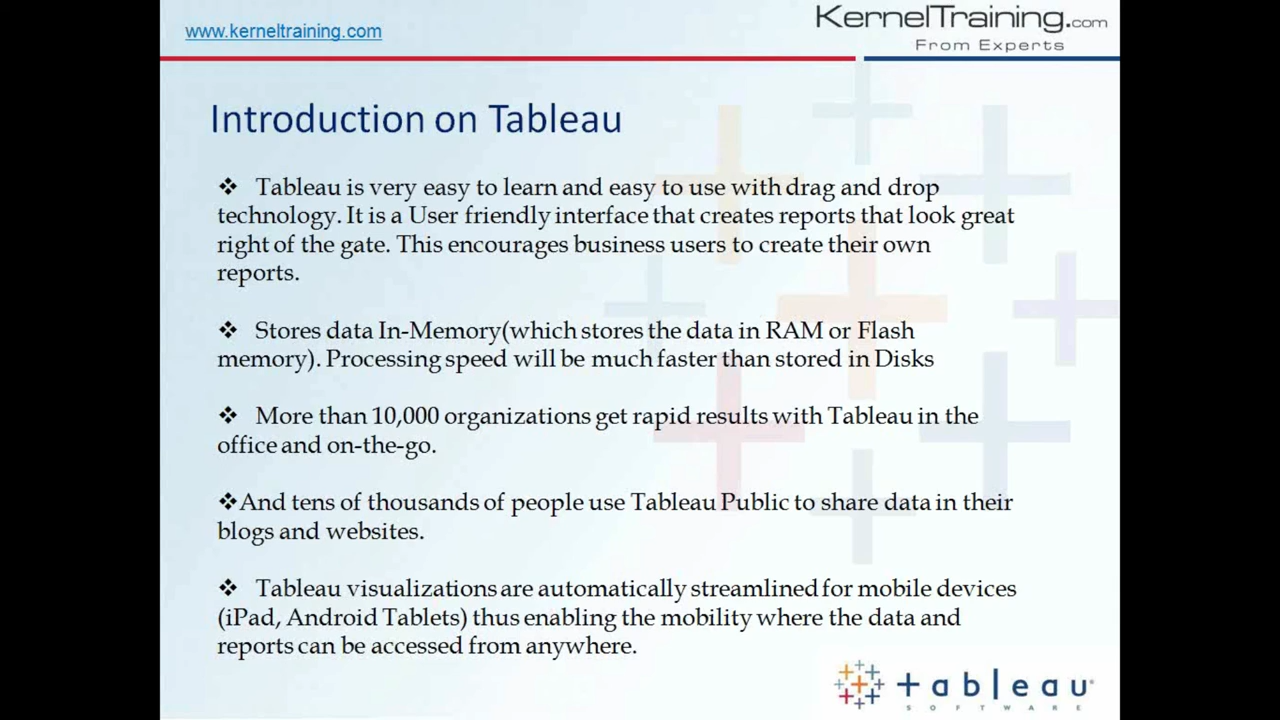 www.kerneltraining.com
KernelTraining.com
From Experts
Introduction on Tableau
❖ Tableau is very easy to learn and easy to use with drag and drop
technology. It is a User friendly interface that creates reports that look great
right of the gate. This encourages business users to create their own
reports.
❖ Stores data In-Memory(which stores the data in RAM or Flash
memory). Processing speed will be much faster than stored in Disks
❖ More than 10,000 organizations get rapid results with Tableau in the
office and on-the-go.
❖And tens of thousands of people use Tableau Public to share data in their
blogs and websites.
❖ Tableau visualizations are automatically streamlined for mobile devices
(iPad, Android Tablets) thus enabling the mobility where the data and
reports can be accessed from anywhere.
+ableau®
SOFTWARE